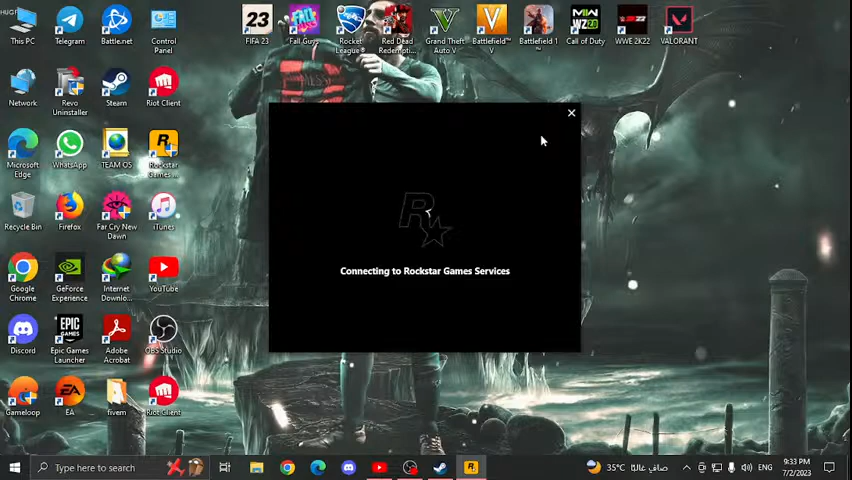 This PC
Telegram
Battle.net
Control
Panel
FIFA 23
Fall Guys
Rocket
League®
Red Dead
Redempti...
Grand Theft
Auto V
Battlefield™
V
Battlefield 1
™
Call of Duty
WWE 2K22
VALORANT
Network
Revo
Uninstaller
Steam
Riot Client
Microsoft
Edge
WhatsApp
TEAM OS
Rockstar
Games ...
Recycle Bin
Firefox
Far Cry New
Dawn
iTunes
Connecting to Rockstar Games Services
Google
Chrome
GeForce
Experience
Internet
Downlo...
YouTube
Discord
Epic Games
Launcher
Adobe
Acrobat
OBS Studio
Gameloop
EA
fivem
Riot Client
Type here to search
35°C صافي غالبًا
ENG
9:33 PM
7/2/2023